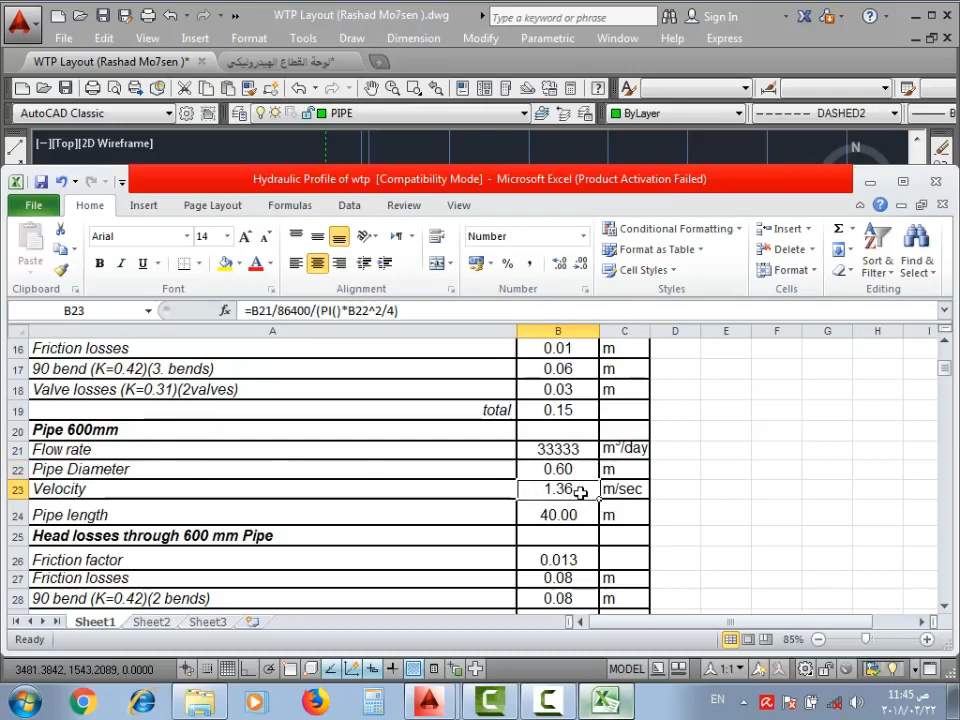 WTP Layout (Rashad Mo7sen ).dwg
Type a keyword or phrase
Sign In
File Edit View Insert Format Tools Draw Dimension Modify Parametric Window Help Express
WTP Layout (Rashad Mo7sen )*
لوحة القطاع الهيدروليكي*
AutoCAD Classic
PIPE
ByLayer
DASHED2
[−][Top][2D Wireframe]
N
Hydraulic Profile of wtp [Compatibility Mode] - Microsoft Excel (Product Activation Failed)
File Home Insert Page Layout Formulas Data Review View
Paste
Arial 14
Number
Conditional Formatting
Format as Table
Cell Styles
Insert
Delete
Format
Sort & Filter
Find & Select
Clipboard Font Alignment Number Styles Cells Editing
B23 fx =B21/86400/(PI()*B22^2/4)
A B C D E F G H I
16 Friction losses 0.01 m
17 90 bend (K=0.42)(3. bends) 0.06 m
18 Valve losses (K=0.31)(2valves) 0.03 m
19 total 0.15
20 Pipe 600mm
21 Flow rate 33333 m³/day
22 Pipe Diameter 0.60 m
23 Velocity 1.36 m/sec
24 Pipe length 40.00 m
25 Head losses through 600 mm Pipe
26 Friction factor 0.013
27 Friction losses 0.08 m
28 90 bend (K=0.42)(2 bends) 0.08 m
Sheet1 Sheet2 Sheet3
Ready 85%
3481.3842, 1543.2089, 0.0000 MODEL 1:1
EN
11:45 ص
٢٠١٨/٠٣/٢٢